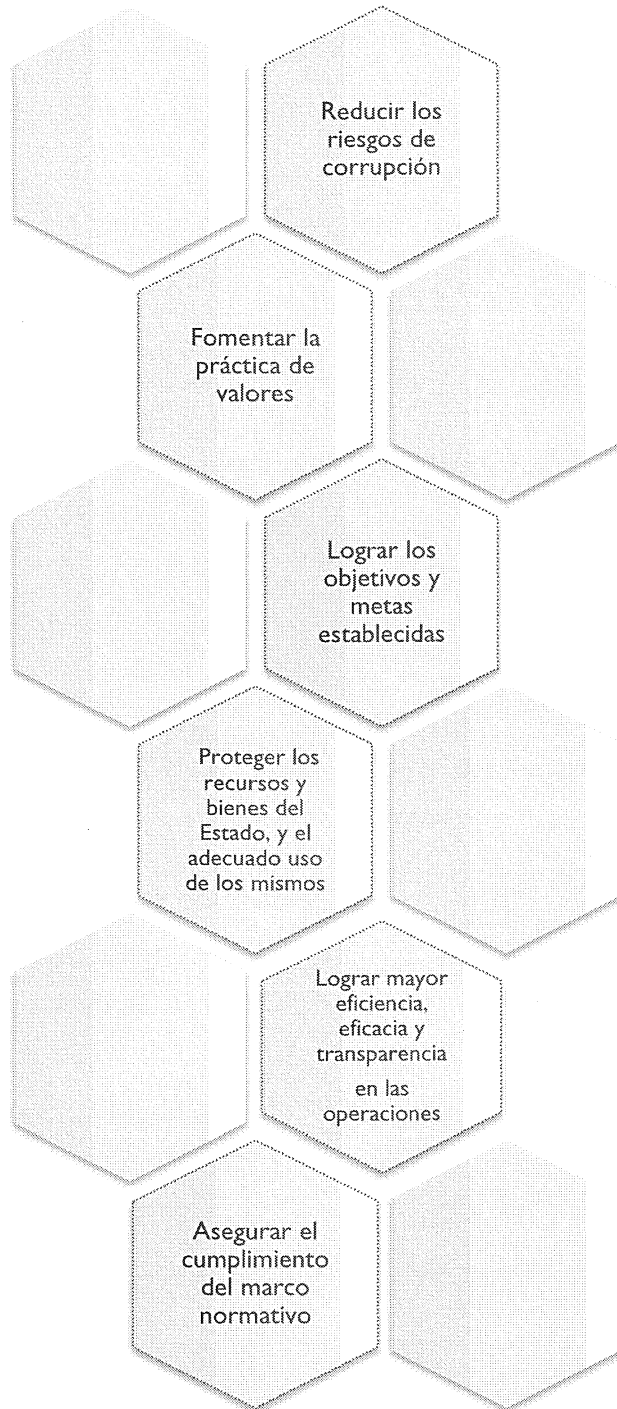 Reducir los
riesgos de
corrupción
Fomentar la
práctica de
valores
Lograr los
objetivos y
metas
establecidas
Proteger los
recursos y
bienes del
Estado, y el
adecuado uso
de los mismos
Lograr mayor
eficiencia,
eficacia y
transparencia
en las
operaciones
Asegurar el
cumplimiento
del marco
normativo